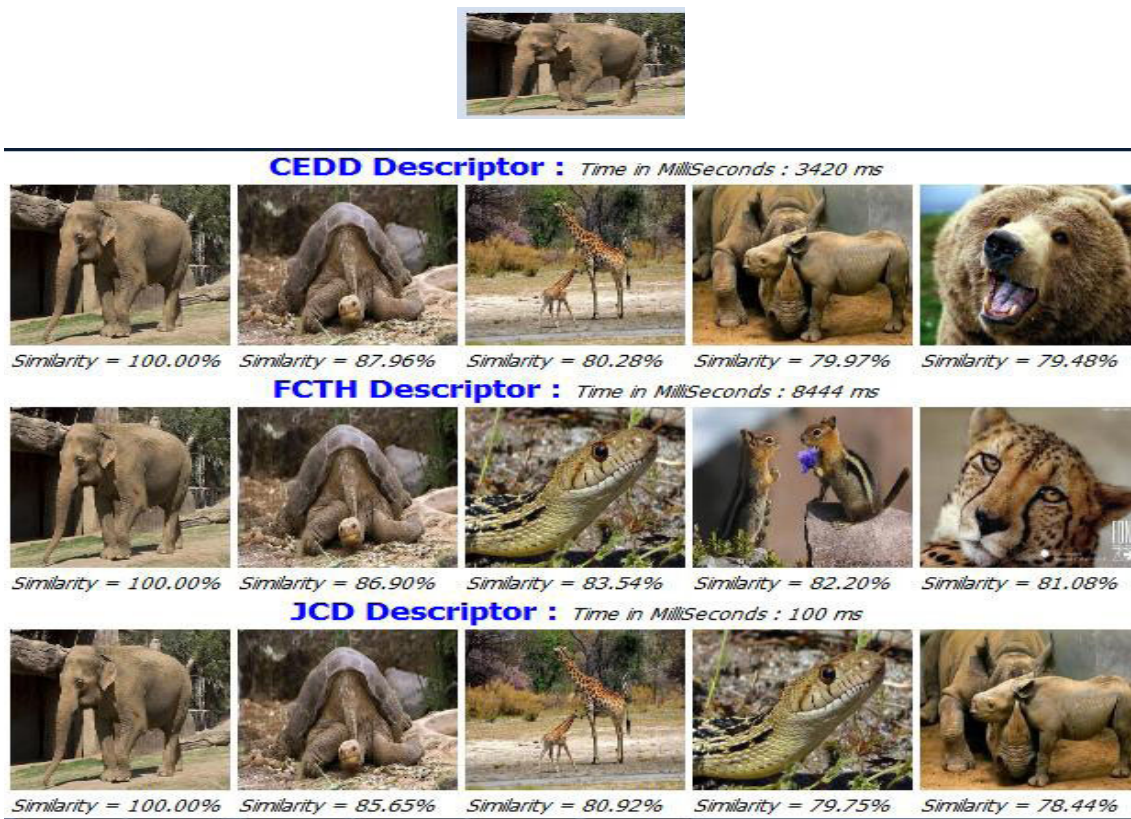 CEDD Descriptor : Time in MilliSeconds : 3420 ms
Similarity = 100.00% Similarity = 87.96% Similarity = 80.28% Similarity = 79.97% Similarity = 79.48%
FCTH Descriptor : Time in MilliSeconds : 8444 ms
Similarity = 100.00% Similarity = 86.90% Similarity = 83.54% Similarity = 82.20% Similarity = 81.08%
JCD Descriptor : Time in MilliSeconds : 100 ms
Similarity = 100.00% Similarity = 85.65% Similarity = 80.92% Similarity = 79.75% Similarity = 78.44%